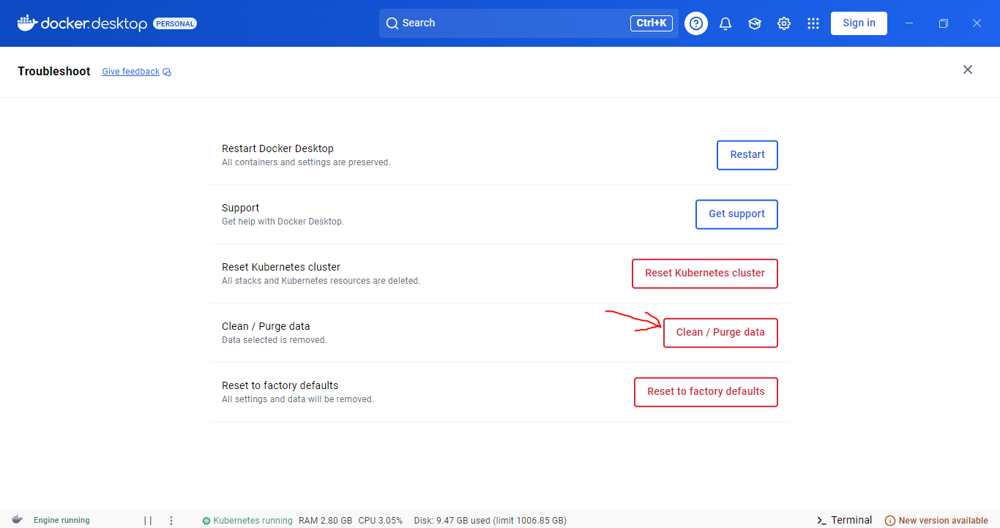 docker.desktop PERSONAL Search Ctrl+K ? Sign in
Troubleshoot Give feedback
Restart Docker Desktop
All containers and settings are preserved.
Restart
Support
Get help with Docker Desktop.
Get support
Reset Kubernetes cluster
All stacks and Kubernetes resources are deleted.
Reset Kubernetes cluster
Clean / Purge data
Data selected is removed.
Clean / Purge data
Reset to factory defaults
All settings and data will be removed.
Reset to factory defaults
Engine running Kubernetes running RAM 2.80 GB CPU 3.05% Disk: 9.47 GB used (limit 1006.85 GB) Terminal New version available